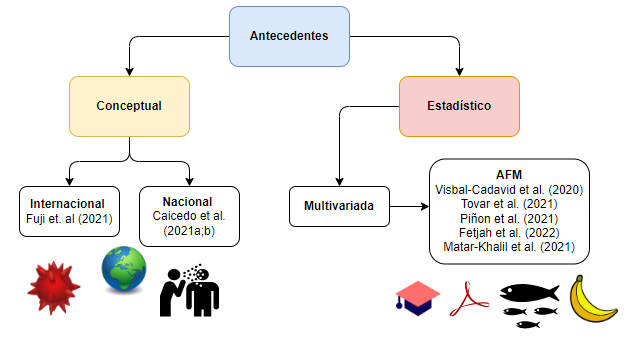 Antecedentes
Conceptual
Estadístico
Internacional
Fuji et. al (2021)
Nacional
Caicedo et al.
(2021a;b)
Multivariada
AFM
Visbal-Cadavid et al. (2020)
Tovar et al. (2021)
Piñon et al. (2021)
Fetjah et al. (2022)
Matar-Khalil et al. (2021)